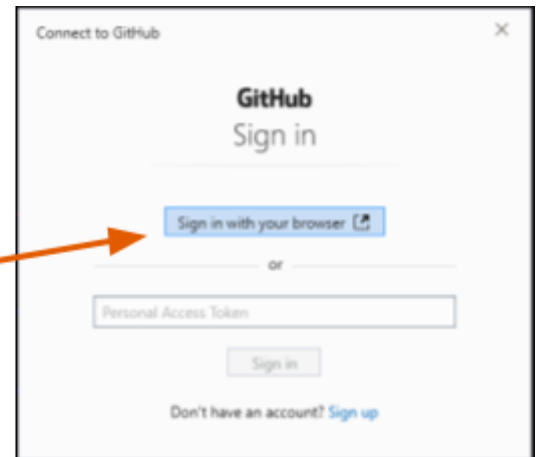 Connect to GitHub
GitHub
Sign in
Sign in with your browser
or
Personal Access Token
Sign in
Don't have an account? Sign up